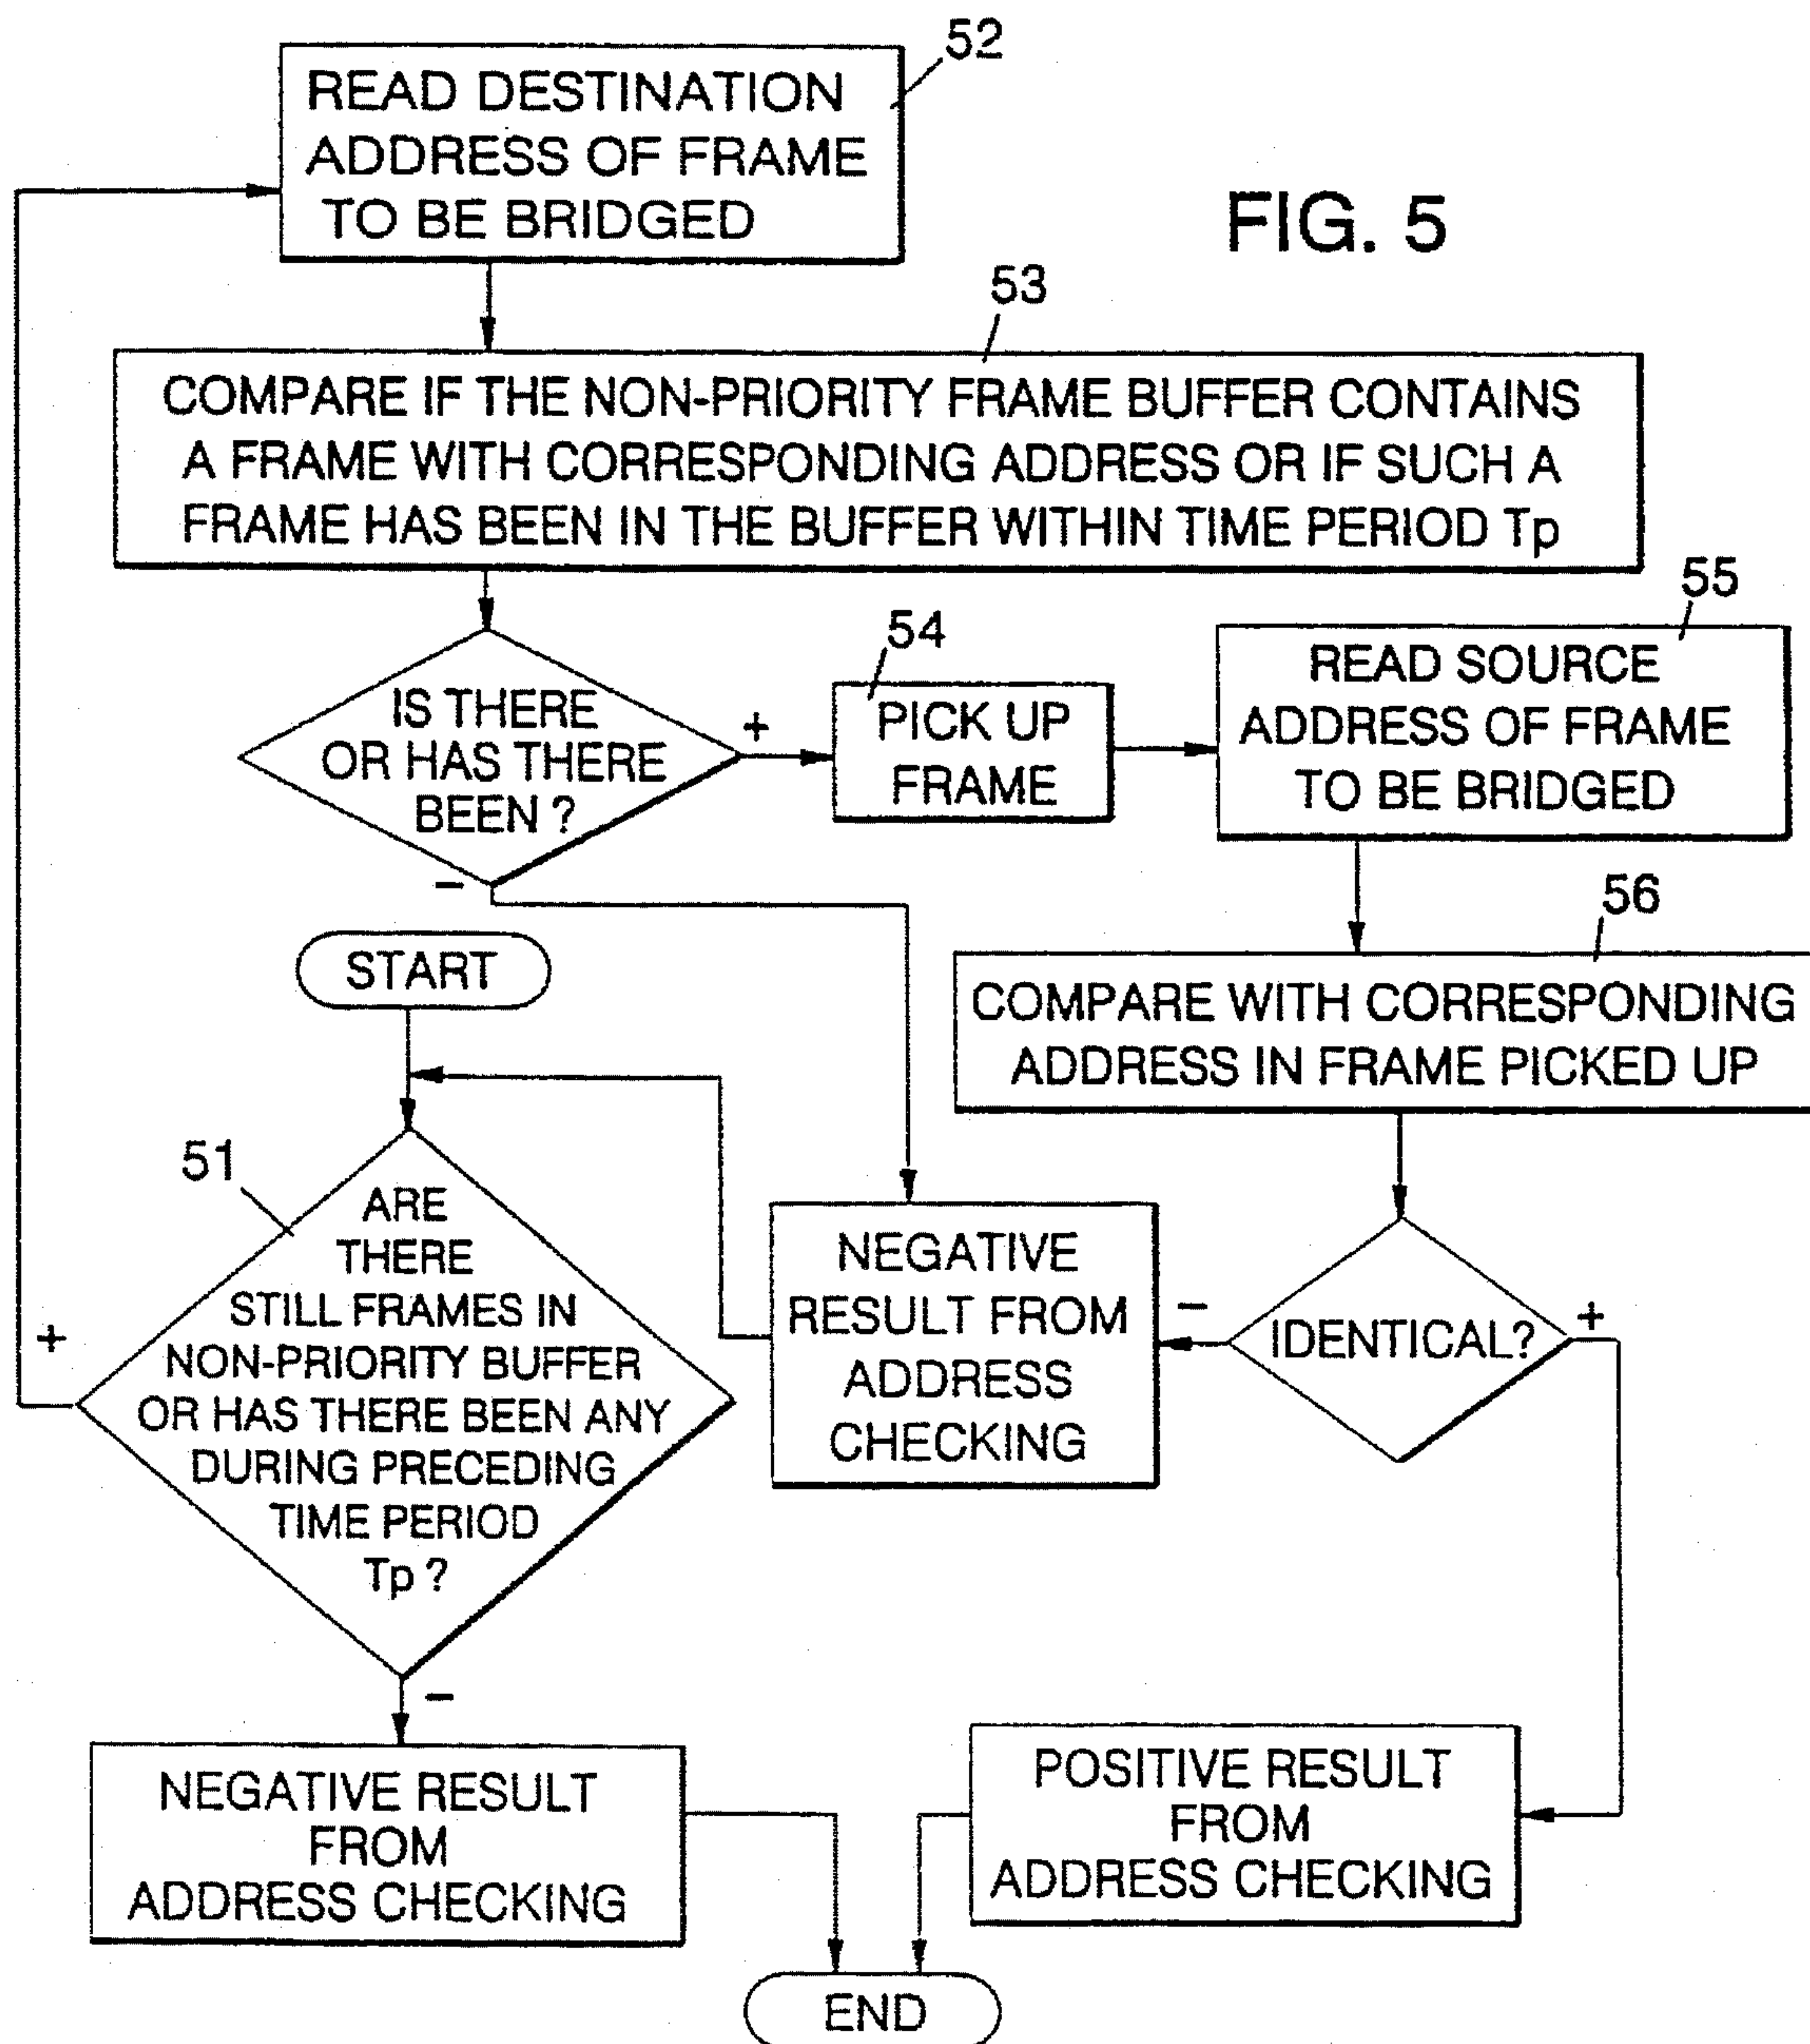 52
READ DESTINATION
ADDRESS OF FRAME
TO BE BRIDGED
FIG. 5
53
COMPARE IF THE NON-PRIORITY FRAME BUFFER CONTAINS
A FRAME WITH CORRESPONDING ADDRESS OR IF SUCH A
FRAME HAS BEEN IN THE BUFFER WITHIN TIME PERIOD Tp
IS THERE
OR HAS THERE
BEEN ?
+
−
54
PICK UP
FRAME
55
READ SOURCE
ADDRESS OF FRAME
TO BE BRIDGED
56
COMPARE WITH CORRESPONDING
ADDRESS IN FRAME PICKED UP
START
51
ARE
THERE
STILL FRAMES IN
NON-PRIORITY BUFFER
OR HAS THERE BEEN ANY
DURING PRECEDING
TIME PERIOD
Tp ?
+
−
NEGATIVE
RESULT FROM
ADDRESS
CHECKING
−
IDENTICAL?
+
NEGATIVE RESULT
FROM
ADDRESS CHECKING
POSITIVE RESULT
FROM
ADDRESS CHECKING
END